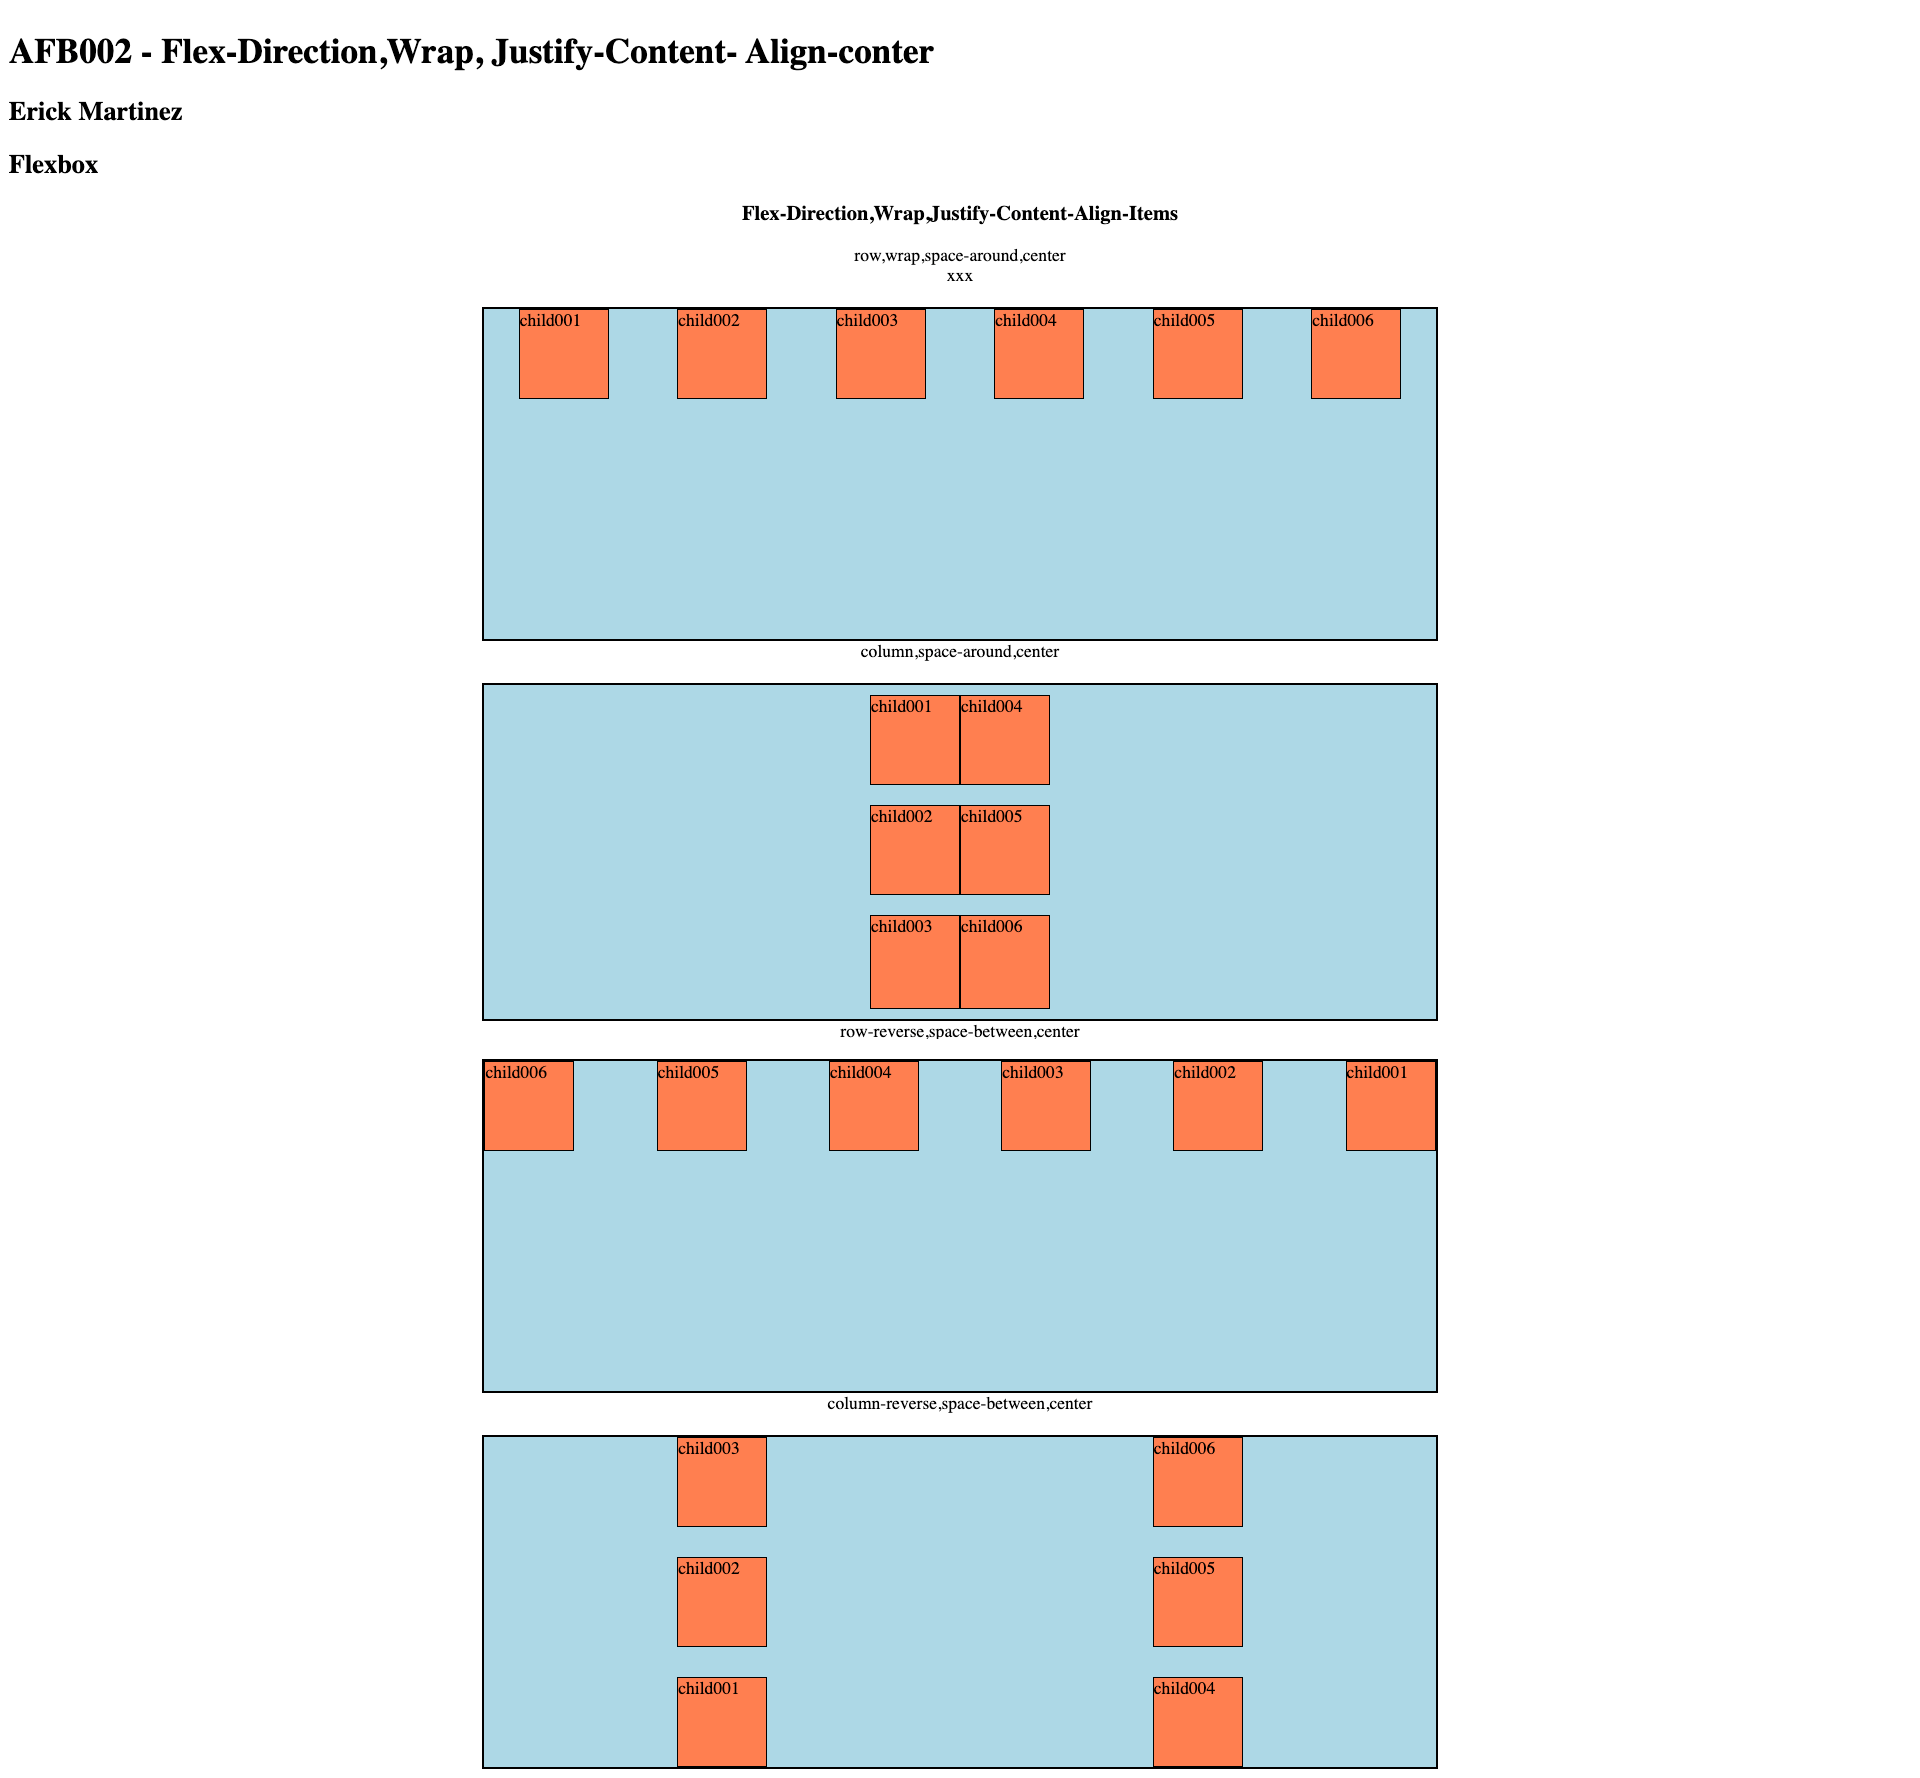 AFB002 - Flex-Direction,Wrap, Justify-Content- Align-conter
Erick Martinez
Flexbox
Flex-Direction,Wrap,Justify-Content-Align-Items
row,wrap,space-around,center
xxx
child001 child002 child003 child004 child005 child006
column,space-around,center
child001 child004
child002 child005
child003 child006
row-reverse,space-between,center
child006 child005 child004 child003 child002 child001
column-reverse,space-between,center
child003 child006
child002 child005
child001 child004